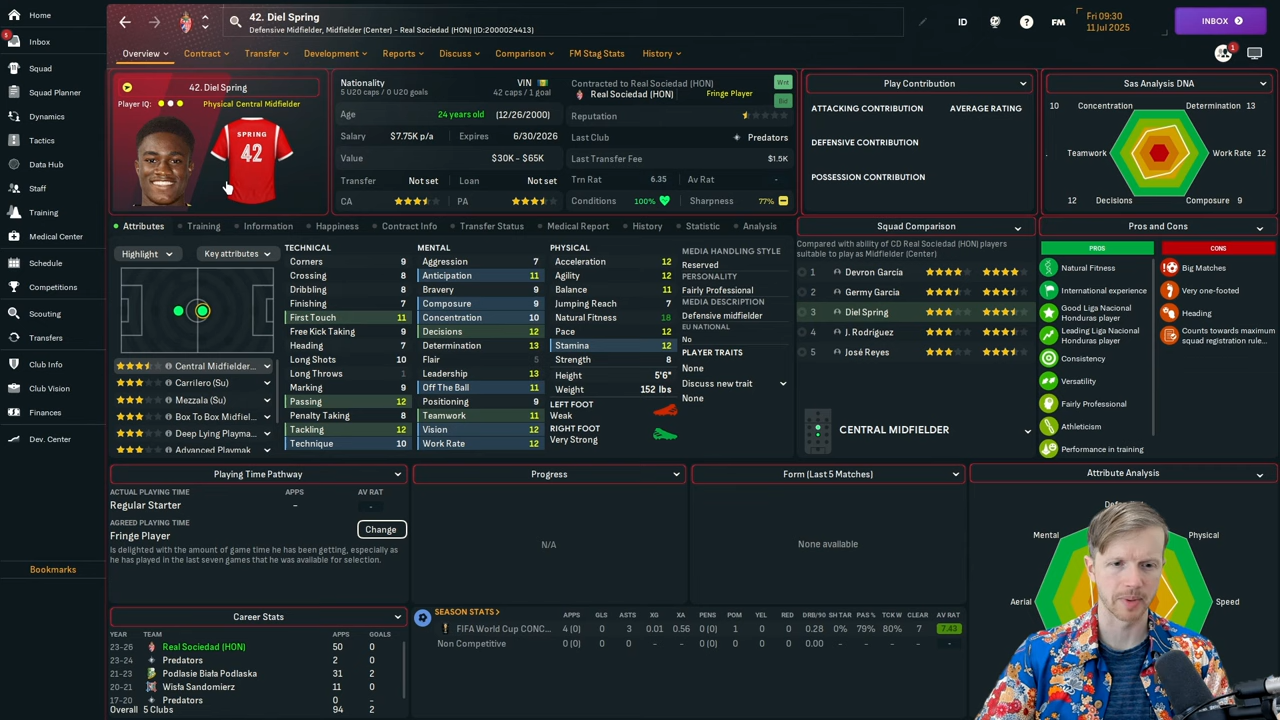 Home
Inbox
5
Squad
Squad Planner
Dynamics
Tactics
Data Hub
Staff
Training
Medical Center
Schedule
Competitions
Scouting
Transfers
Club Info
Club Vision
Finances
Dev. Center
Bookmarks
42. Diel Spring
Defensive Midfielder, Midfielder (Center) - Real Sociedad (HON) (ID:2000024413)
ID
FM
Fri 09:30
11 Jul 2025
INBOX
Overview
Contract
Transfer
Development
Reports
Discuss
Comparison
FM Stag Stats
History
1
42. Diel Spring
Player IQ:
Physical Central Midfielder
SPRING
42
Nationality
VIN
5 U20 caps / 0 U20 goals
42 caps / 1 goal
Age
24 years old (12/26/2000)
Salary
$7.75K p/a
Expires
6/30/2026
Value
$30K - $65K
Transfer
Not set
Loan
Not set
CA
PA
Contracted to Real Sociedad (HON)
Real Sociedad (HON)
Fringe Player
Wnt
Reputation
Last Club
Predators
Last Transfer Fee
$1.5K
Trn Rat
6.35
Av Rat
-
Conditions
100%
Sharpness
77%
Play Contribution
ATTACKING CONTRIBUTION
AVERAGE RATING
DEFENSIVE CONTRIBUTION
POSSESSION CONTRIBUTION
Sas Analysis DNA
10
Concentration
Determination 13
Teamwork
Work Rate 12
12
Decisions
Composure 9
Attributes
Training
Information
Happiness
Contract Info
Transfer Status
Medical Report
History
Statistic
Analysis
Highlight
Key attributes
Central Midfielder...
Carrilero (Su)
Mezzala (Su)
Box To Box Midfiel...
Deep Lying Playma...
Advanced Playmak
TECHNICAL
Corners 9
Crossing 8
Dribbling 8
Finishing 7
First Touch 11
Free Kick Taking 9
Heading 7
Long Shots 10
Long Throws 1
Marking 9
Passing 12
Penalty Taking 8
Tackling 12
Technique 10
MENTAL
Aggression 7
Anticipation 11
Bravery 9
Composure 9
Concentration 10
Decisions 12
Determination 13
Flair 5
Leadership 13
Off The Ball 11
Positioning 9
Teamwork 11
Vision 12
Work Rate 12
PHYSICAL
Acceleration 12
Agility 12
Balance 11
Jumping Reach 7
Natural Fitness 16
Pace 12
Stamina 12
Strength 8
Height 5'6"
Weight 152 lbs
LEFT FOOT
Weak
RIGHT FOOT
Very Strong
MEDIA HANDLING STYLE
Reserved
PERSONALITY
Fairly Professional
MEDIA DESCRIPTION
Defensive midfielder
EU NATIONAL
No
PLAYER TRAITS
None
Discuss new trait
None
Squad Comparison
Compared with ability of CD Real Sociedad (HON) players
suitable to play as Midfielder (Center)
1 Devron García
2 Germy García
3 Diel Spring
4 J. Rodríguez
5 José Reyes
CENTRAL MIDFIELDER
Pros and Cons
PROS
CONS
Natural Fitness
International experience
Good Liga Nacional
Honduras player
Leading Liga Nacional
Honduras player
Consistency
Versatility
Fairly Professional
Athleticism
Performance in training
Big Matches
Very one-footed
Heading
Counts towards maximum
squad registration rule...
Playing Time Pathway
ACTUAL PLAYING TIME
APPS
AV RAT
Regular Starter
-
-
AGREED PLAYING TIME
Fringe Player
Change
Is delighted with the amount of game time he has been getting, especially as
he has played in the last seven games that he was available for selection.
Progress
N/A
Form (Last 5 Matches)
None available
Attribute Analysis
Mental
Physical
Aerial
Speed
Career Stats
YEAR TEAM APPS GOALS
23-26 Real Sociedad (HON) 50 0
23-24 Predators 2 0
21-23 Podlasie Biała Podlaska 31 2
20-21 Wisła Sandomierz 11 0
17-20 Predators 0 -
Overall 5 Clubs 94 2
SEASON STATS
APPS GLS ASTS XG XA PENS POM YEL RED DRB/90 SH TAR PAS % TCK W CLEAR AV RAT
FIFA World Cup CONC... 4 (0) 0 3 0.01 0.56 0 (0) 1 0 0 0.28 0% 79% 80% 7 7.43
Non Competitive 0 (0) 0 0 - - 0 (0) 0 0 0 0.00 - - - - -